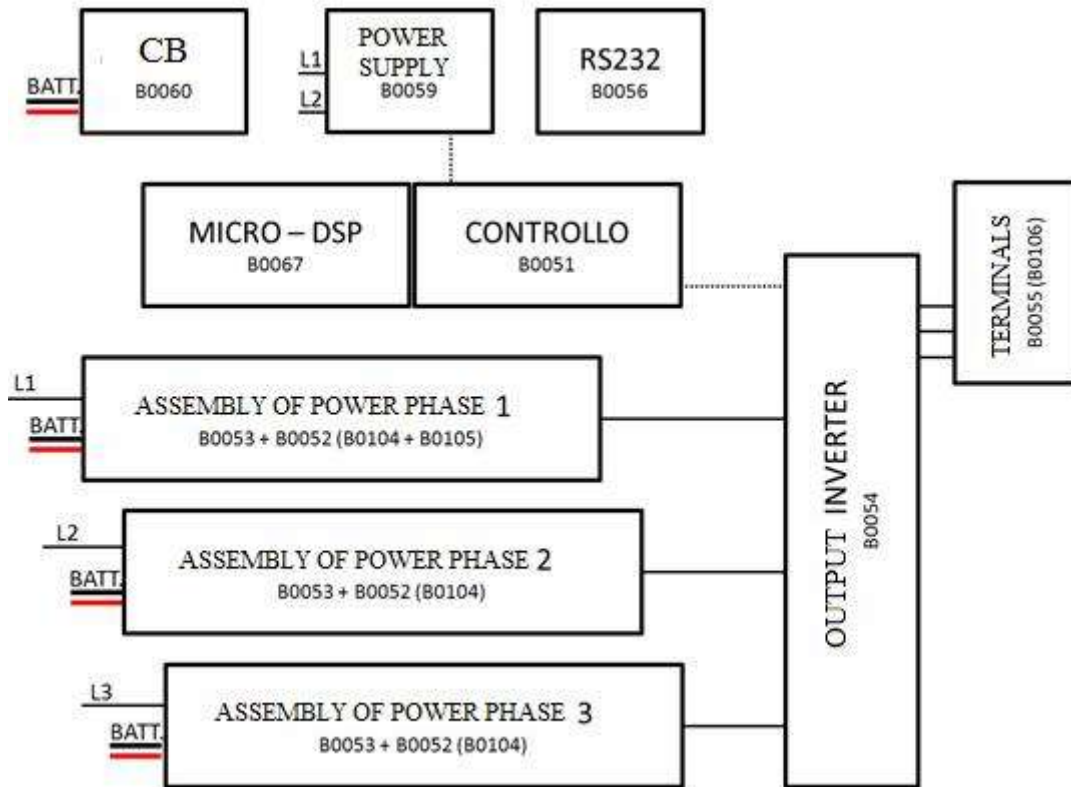 CB
B0060
BATT.
POWER
SUPPLY
B0059
L1
L2
RS232
B0056
MICRO – DSP
B0067
CONTROLLO
B0051
TERMINALS
B0055 (B0106)
OUTPUT INVERTER
B0054
L1
BATT.
ASSEMBLY OF POWER PHASE 1
B0053 + B0052 (B0104 + B0105)
L2
BATT.
ASSEMBLY OF POWER PHASE 2
B0053 + B0052 (B0104)
L3
BATT.
ASSEMBLY OF POWER PHASE 3
B0053 + B0052 (B0104)